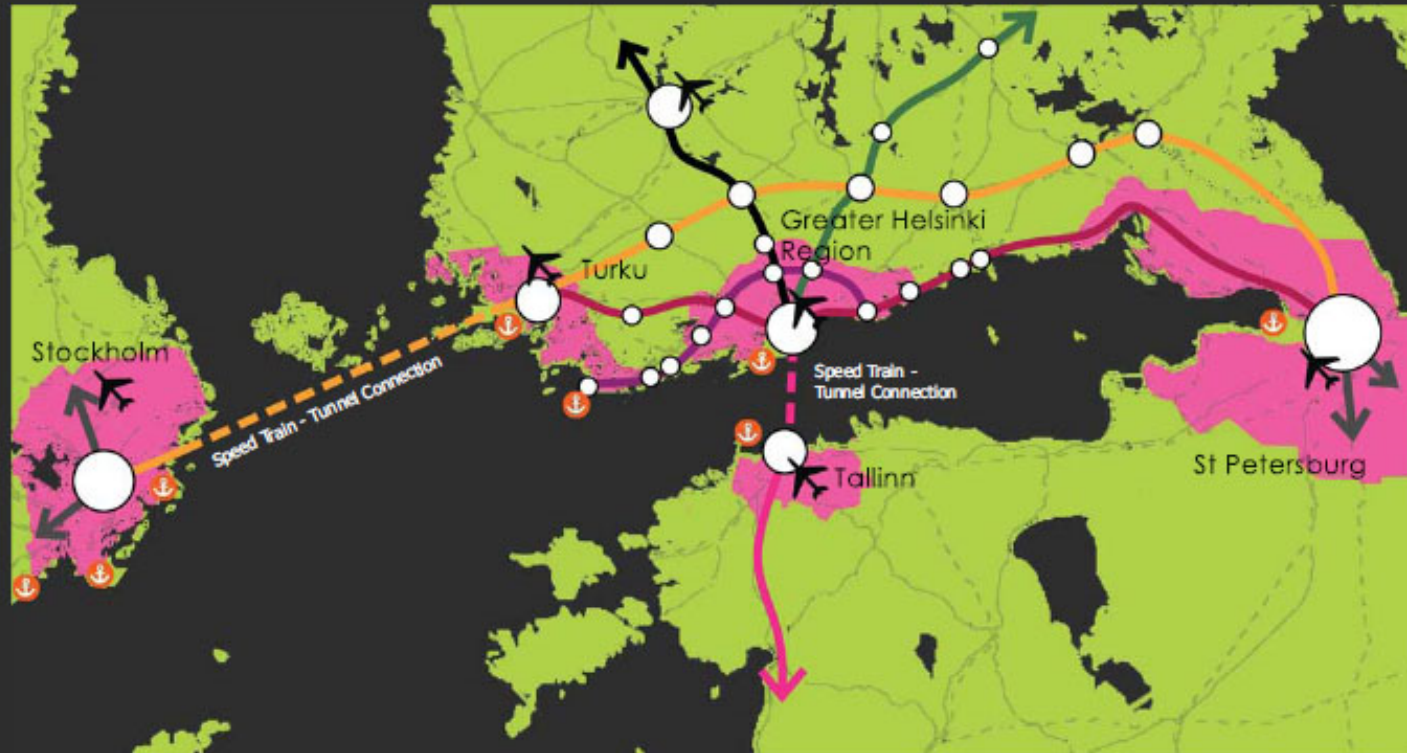 Greater Helsinki
Region
Turku
Stockholm
Speed Train - Tunnel Connection
Speed Train -
Tunnel Connection
Tallinn
St Petersburg